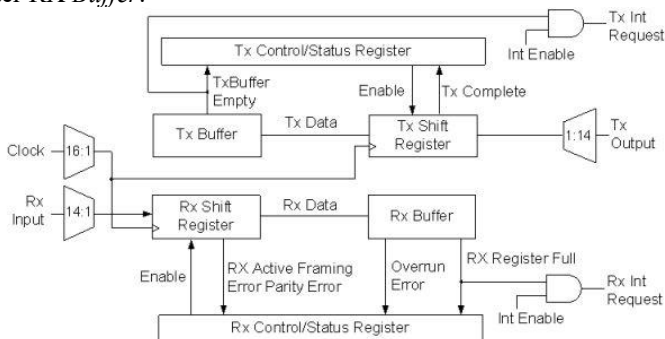 Buffer.
Tx Int
Request
Tx Control/Status Register
Int Enable
TxBuffer
Empty
Enable
Tx Complete
Tx Buffer
Tx Data
Tx Shift
Register
1:14
Tx
Output
Clock
16:1
Rx
Input
14:1
Rx Shift
Register
Rx Data
Rx Buffer
Enable
RX Active Framing
Error Parity Error
Overrun
Error
RX Register Full
Rx Int
Request
Int Enable
Rx Control/Status Register